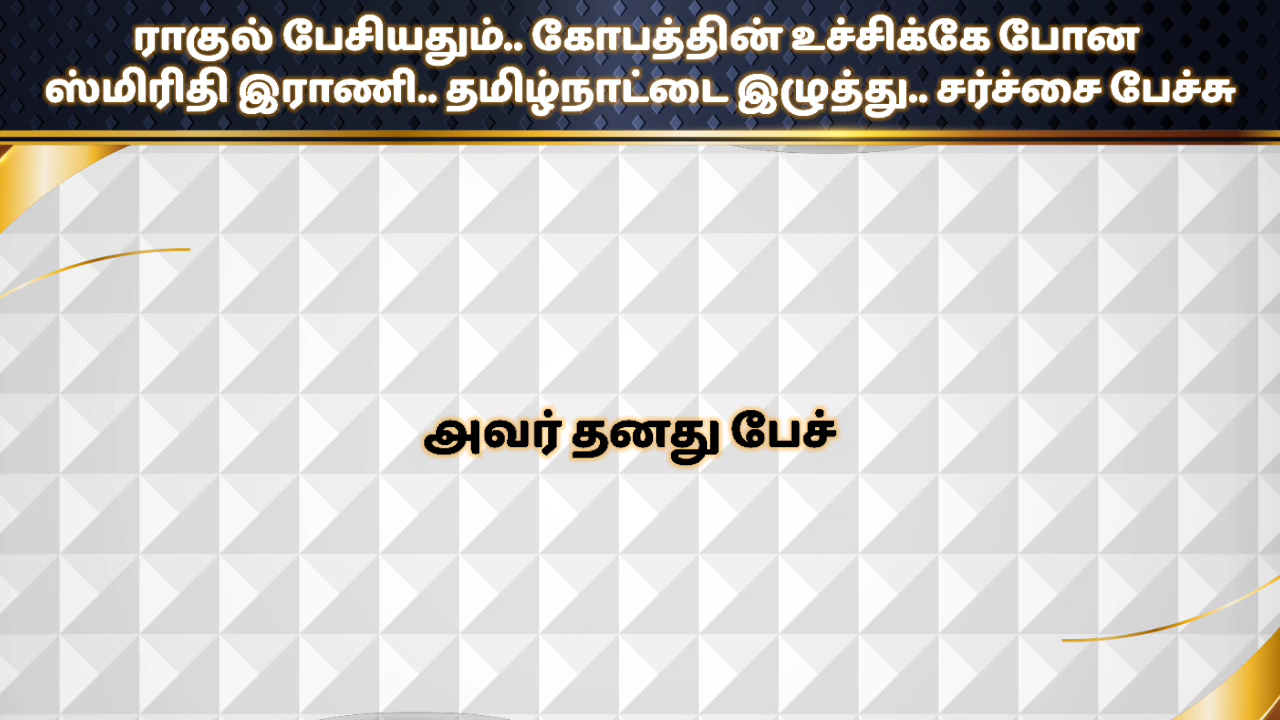 ராகுல் பேசியதும்.. கோபத்தின் உச்சிக்கே போன
ஸ்மிரிதி இராணி.. தமிழ்நாட்டை இழுத்து.. சர்ச்சை பேச்சு
அவர் தனது பேச்